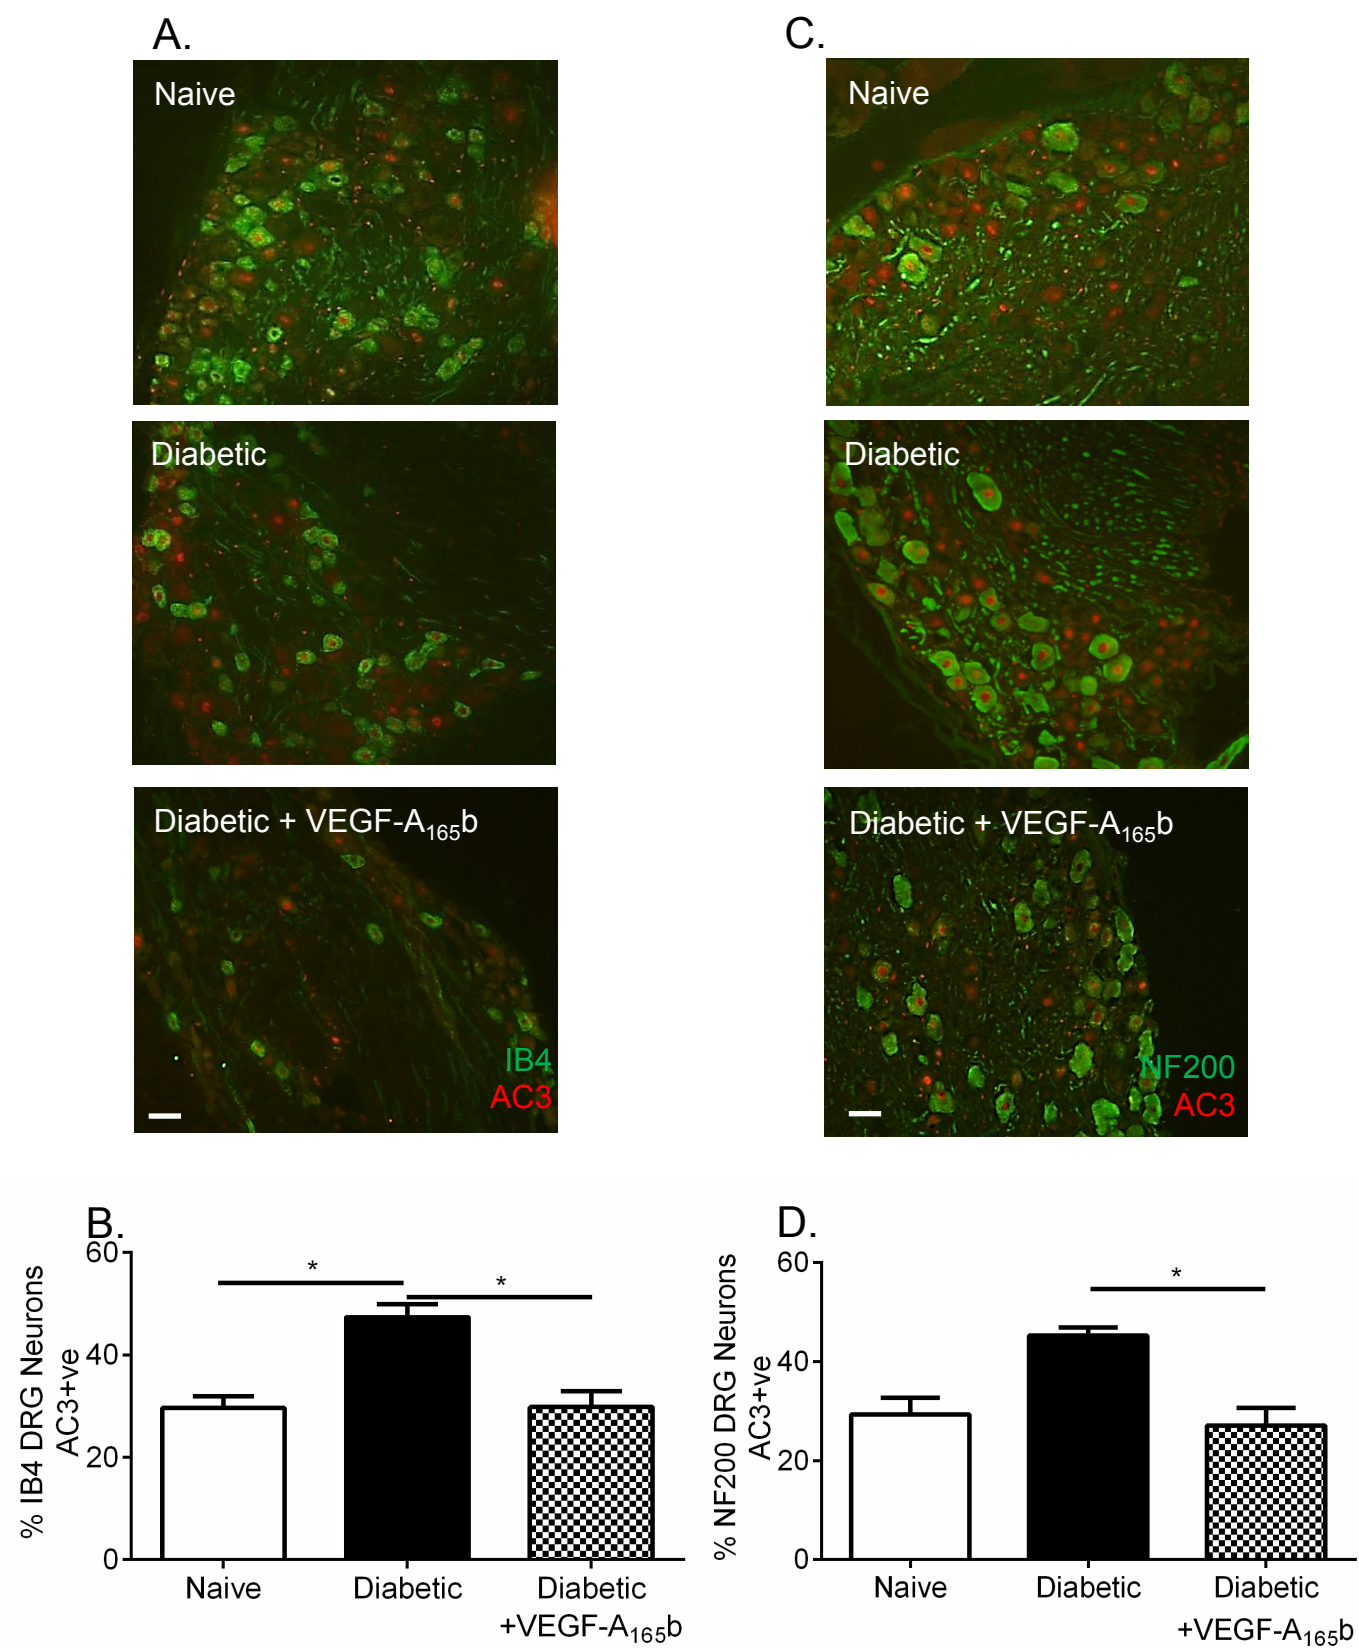 A.
Naive
Diabetic
Diabetic + VEGF-A₁₆₅b
IB4
AC3
C.
Naive
Diabetic
Diabetic + VEGF-A₁₆₅b
NF200
AC3
B.
% IB4 DRG Neurons
AC3+ve
60
40
20
0
*
*
Naive
Diabetic
Diabetic
+VEGF-A₁₆₅b
D.
% NF200 DRG Neurons
AC3+ve
60
40
20
0
*
Naive
Diabetic
Diabetic
+VEGF-A₁₆₅b